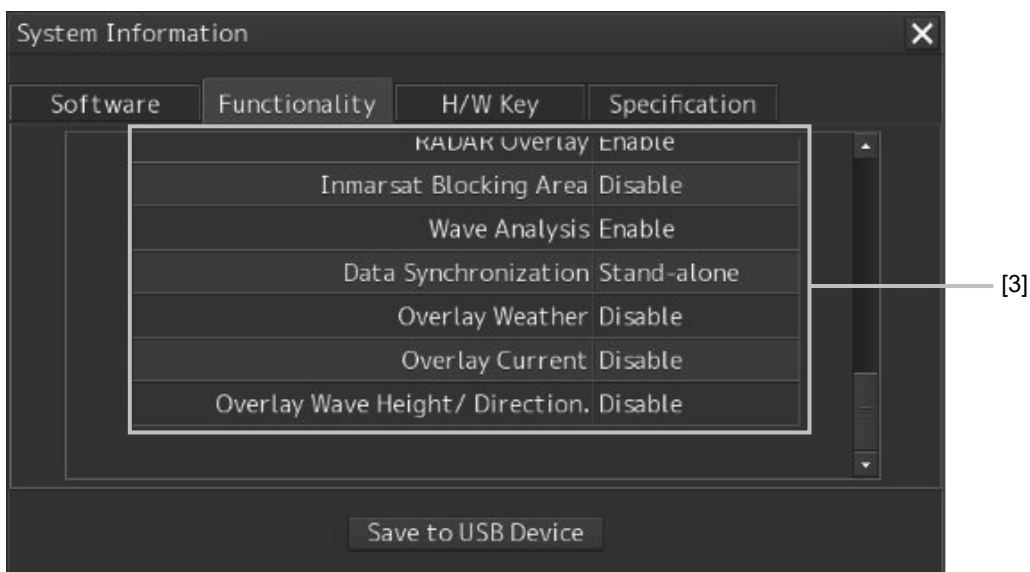 System Information
Software Functionality H/W Key Specification
RADAR Overlay Enable
Inmarsat Blocking Area Disable
Wave Analysis Enable
Data Synchronization Stand-alone
[3]
Overlay Weather Disable
Overlay Current Disable
Overlay Wave Height/ Direction. Disable
Save to USB Device